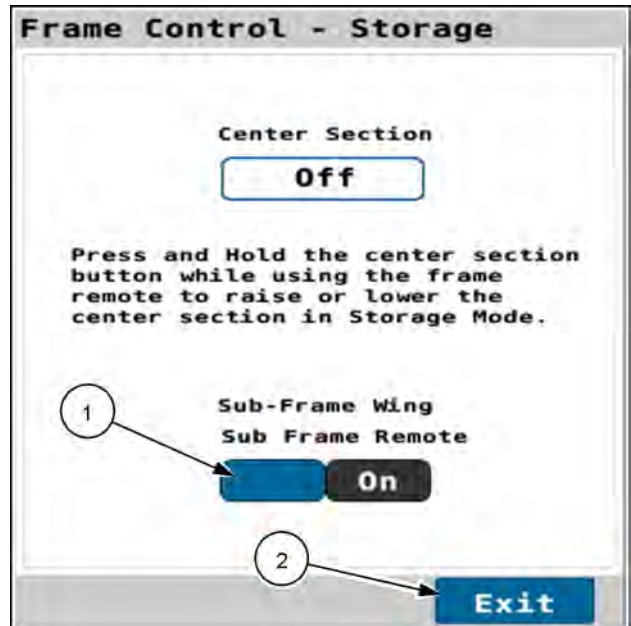 Frame Control - Storage
Center Section
Off
Press and Hold the center section
button while using the frame
remote to raise or lower the
center section in Storage Mode.
Sub-Frame Wing
Sub Frame Remote
1
On
2
Exit